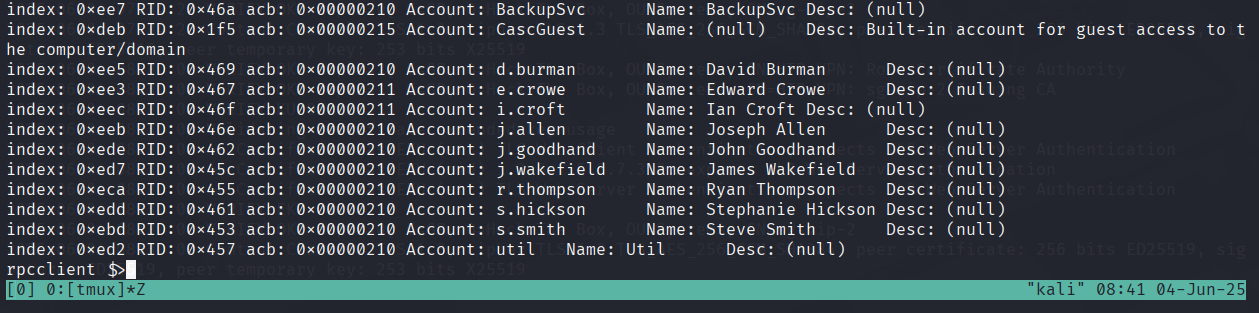 index: 0×ee7 RID: 0×46a acb: 0×00000210 Account: BackupSvc Name: BackupSvc Desc: (null)
index: 0×deb RID: 0×1f5 acb: 0×00000215 Account: CascGuest Name: (null) Desc: Built-in account for guest access to t
he computer/domain
index: 0×ee5 RID: 0×469 acb: 0×00000210 Account: d.burman Name: David Burman Desc: (null)
index: 0×ee3 RID: 0×467 acb: 0×00000211 Account: e.crowe Name: Edward Crowe Desc: (null)
index: 0×eec RID: 0×46f acb: 0×00000211 Account: i.croft Name: Ian Croft Desc: (null)
index: 0×eeb RID: 0×46e acb: 0×00000210 Account: j.allen Name: Joseph Allen Desc: (null)
index: 0×ede RID: 0×462 acb: 0×00000210 Account: j.goodhand Name: John Goodhand Desc: (null)
index: 0×ed7 RID: 0×45c acb: 0×00000210 Account: j.wakefield Name: James Wakefield Desc: (null)
index: 0×eca RID: 0×455 acb: 0×00000210 Account: r.thompson Name: Ryan Thompson Desc: (null)
index: 0×edd RID: 0×461 acb: 0×00000210 Account: s.hickson Name: Stephanie Hickson Desc: (null)
index: 0×ebd RID: 0×453 acb: 0×00000210 Account: s.smith Name: Steve Smith Desc: (null)
index: 0×ed2 RID: 0×457 acb: 0×00000210 Account: util Name: Util Desc: (null)
rpcclient $>
[0] 0:[tmux]*Z "kali" 08:41 04-Jun-25